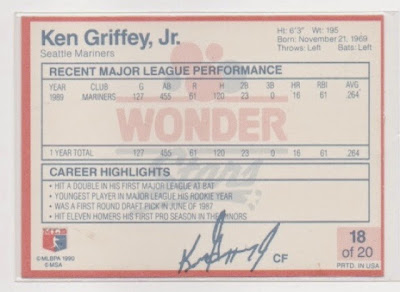 Ken Griffey, Jr.
Seattle Mariners
Ht: 6'3" Wt: 195
Born: November 21, 1969
Throws: Left Bats: Left
RECENT MAJOR LEAGUE PERFORMANCE
YEAR CLUB G AB R H 2B 3B HR RBI AVG
1989 MARINERS 127 455 61 120 23 0 16 61 .264
WONDER
1 YEAR TOTAL 127 455 61 120 23 0 16 61 .264
Stars
CAREER HIGHLIGHTS
• HIT A DOUBLE IN HIS FIRST MAJOR LEAGUE AT BAT
• YOUNGEST PLAYER IN MAJOR LEAGUE HIS ROOKIE YEAR
• WAS A FIRST ROUND DRAFT PICK IN JUNE OF 1987
• HIT ELEVEN HOMERS HIS FIRST PRO SEASON IN THE MINORS
©MLBPA 1990
©MSA
CF
18
of 20
PRTD. IN USA